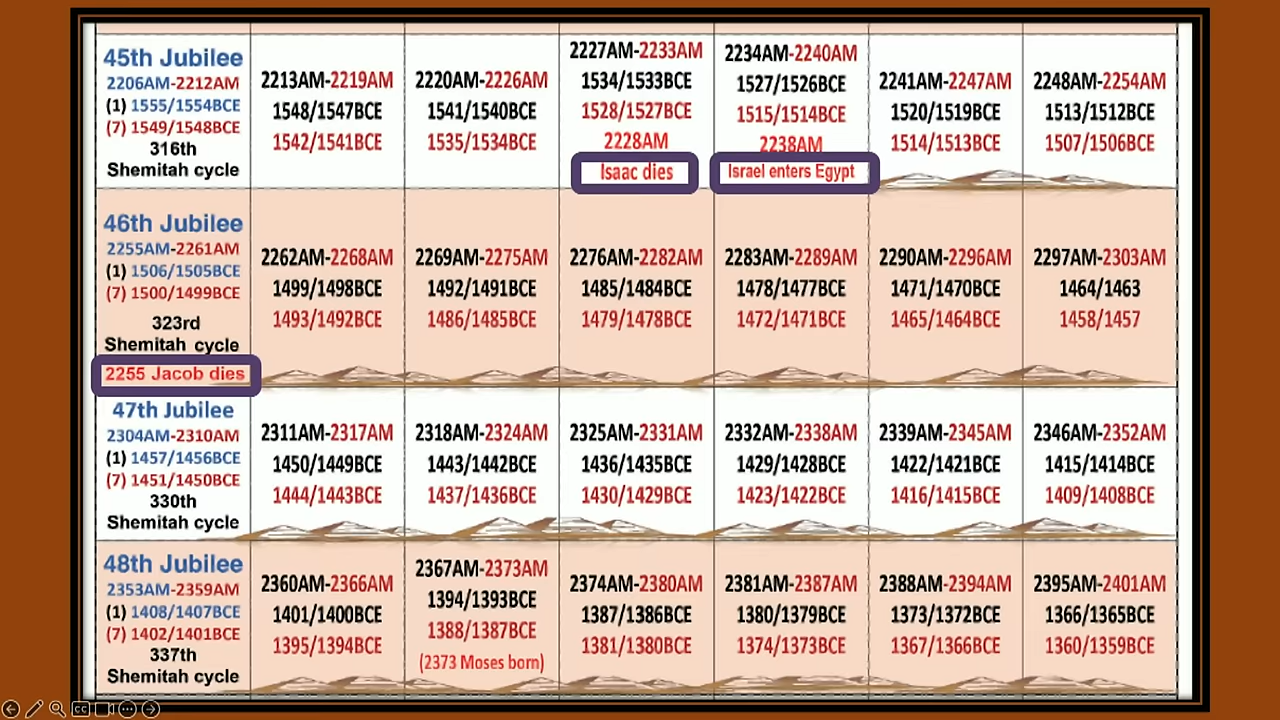 45th Jubilee
2206AM-2212AM
(1) 1555/1554BCE
(7) 1549/1548BCE
316th
Shemitah cycle
2213AM-2219AM
1548/1547BCE
1542/1541BCE
2220AM-2226AM
1541/1540BCE
1535/1534BCE
2227AM-2233AM
1534/1533BCE
1528/1527BCE
2228AM
Isaac dies
2234AM-2240AM
1527/1526BCE
1515/1514BCE
2238AM
Israel enters Egypt
2241AM-2247AM
1520/1519BCE
1514/1513BCE
2248AM-2254AM
1513/1512BCE
1507/1506BCE
46th Jubilee
2255AM-2261AM
(1) 1506/1505BCE
(7) 1500/1499BCE
323rd
Shemitah cycle
2255 Jacob dies
2262AM-2268AM
1499/1498BCE
1493/1492BCE
2269AM-2275AM
1492/1491BCE
1486/1485BCE
2276AM-2282AM
1485/1484BCE
1479/1478BCE
2283AM-2289AM
1478/1477BCE
1472/1471BCE
2290AM-2296AM
1471/1470BCE
1465/1464BCE
2297AM-2303AM
1464/1463
1458/1457
47th Jubilee
2304AM-2310AM
(1) 1457/1456BCE
(7) 1451/1450BCE
330th
Shemitah cycle
2311AM-2317AM
1450/1449BCE
1444/1443BCE
2318AM-2324AM
1443/1442BCE
1437/1436BCE
2325AM-2331AM
1436/1435BCE
1430/1429BCE
2332AM-2338AM
1429/1428BCE
1423/1422BCE
2339AM-2345AM
1422/1421BCE
1416/1415BCE
2346AM-2352AM
1415/1414BCE
1409/1408BCE
48th Jubilee
2353AM-2359AM
(1) 1408/1407BCE
(7) 1402/1401BCE
337th
Shemitah cycle
2360AM-2366AM
1401/1400BCE
1395/1394BCE
2367AM-2373AM
1394/1393BCE
1388/1387BCE
(2373 Moses born)
2374AM-2380AM
1387/1386BCE
1381/1380BCE
2381AM-2387AM
1380/1379BCE
1374/1373BCE
2388AM-2394AM
1373/1372BCE
1367/1366BCE
2395AM-2401AM
1366/1365BCE
1360/1359BCE
CC